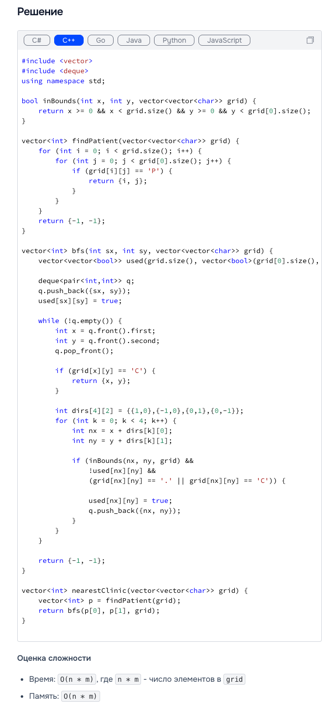 Решение
C#
C++
Go
Java
Python
JavaScript
#include <vector>
#include <deque>
using namespace std;

bool inBounds(int x, int y, vector<vector<char>> grid) {
    return x >= 0 && x < grid.size() && y >= 0 && y < grid[0].size();
}

vector<int> findPatient(vector<vector<char>> grid) {
    for (int i = 0; i < grid.size(); i++) {
        for (int j = 0; j < grid[0].size(); j++) {
            if (grid[i][j] == 'P') {
                return {i, j};
            }
        }
    }
    return {-1, -1};
}

vector<int> bfs(int sx, int sy, vector<vector<char>> grid) {
    vector<vector<bool>> used(grid.size(), vector<bool>(grid[0].size(),

    deque<pair<int,int>> q;
    q.push_back({sx, sy});
    used[sx][sy] = true;

    while (!q.empty()) {
        int x = q.front().first;
        int y = q.front().second;
        q.pop_front();

        if (grid[x][y] == 'C') {
            return {x, y};
        }

        int dirs[4][2] = {{1,0},{-1,0},{0,1},{0,-1}};
        for (int k = 0; k < 4; k++) {
            int nx = x + dirs[k][0];
            int ny = y + dirs[k][1];

            if (inBounds(nx, ny, grid) &&
                !used[nx][ny] &&
                (grid[nx][ny] == '.' || grid[nx][ny] == 'C')) {

                used[nx][ny] = true;
                q.push_back({nx, ny});
            }
        }
    }

    return {-1, -1};
}

vector<int> nearestClinic(vector<vector<char>> grid) {
    vector<int> p = findPatient(grid);
    return bfs(p[0], p[1], grid);
}
Оценка сложности
• Время: O(n * m), где n * m - число элементов в grid
• Память: O(n * m)